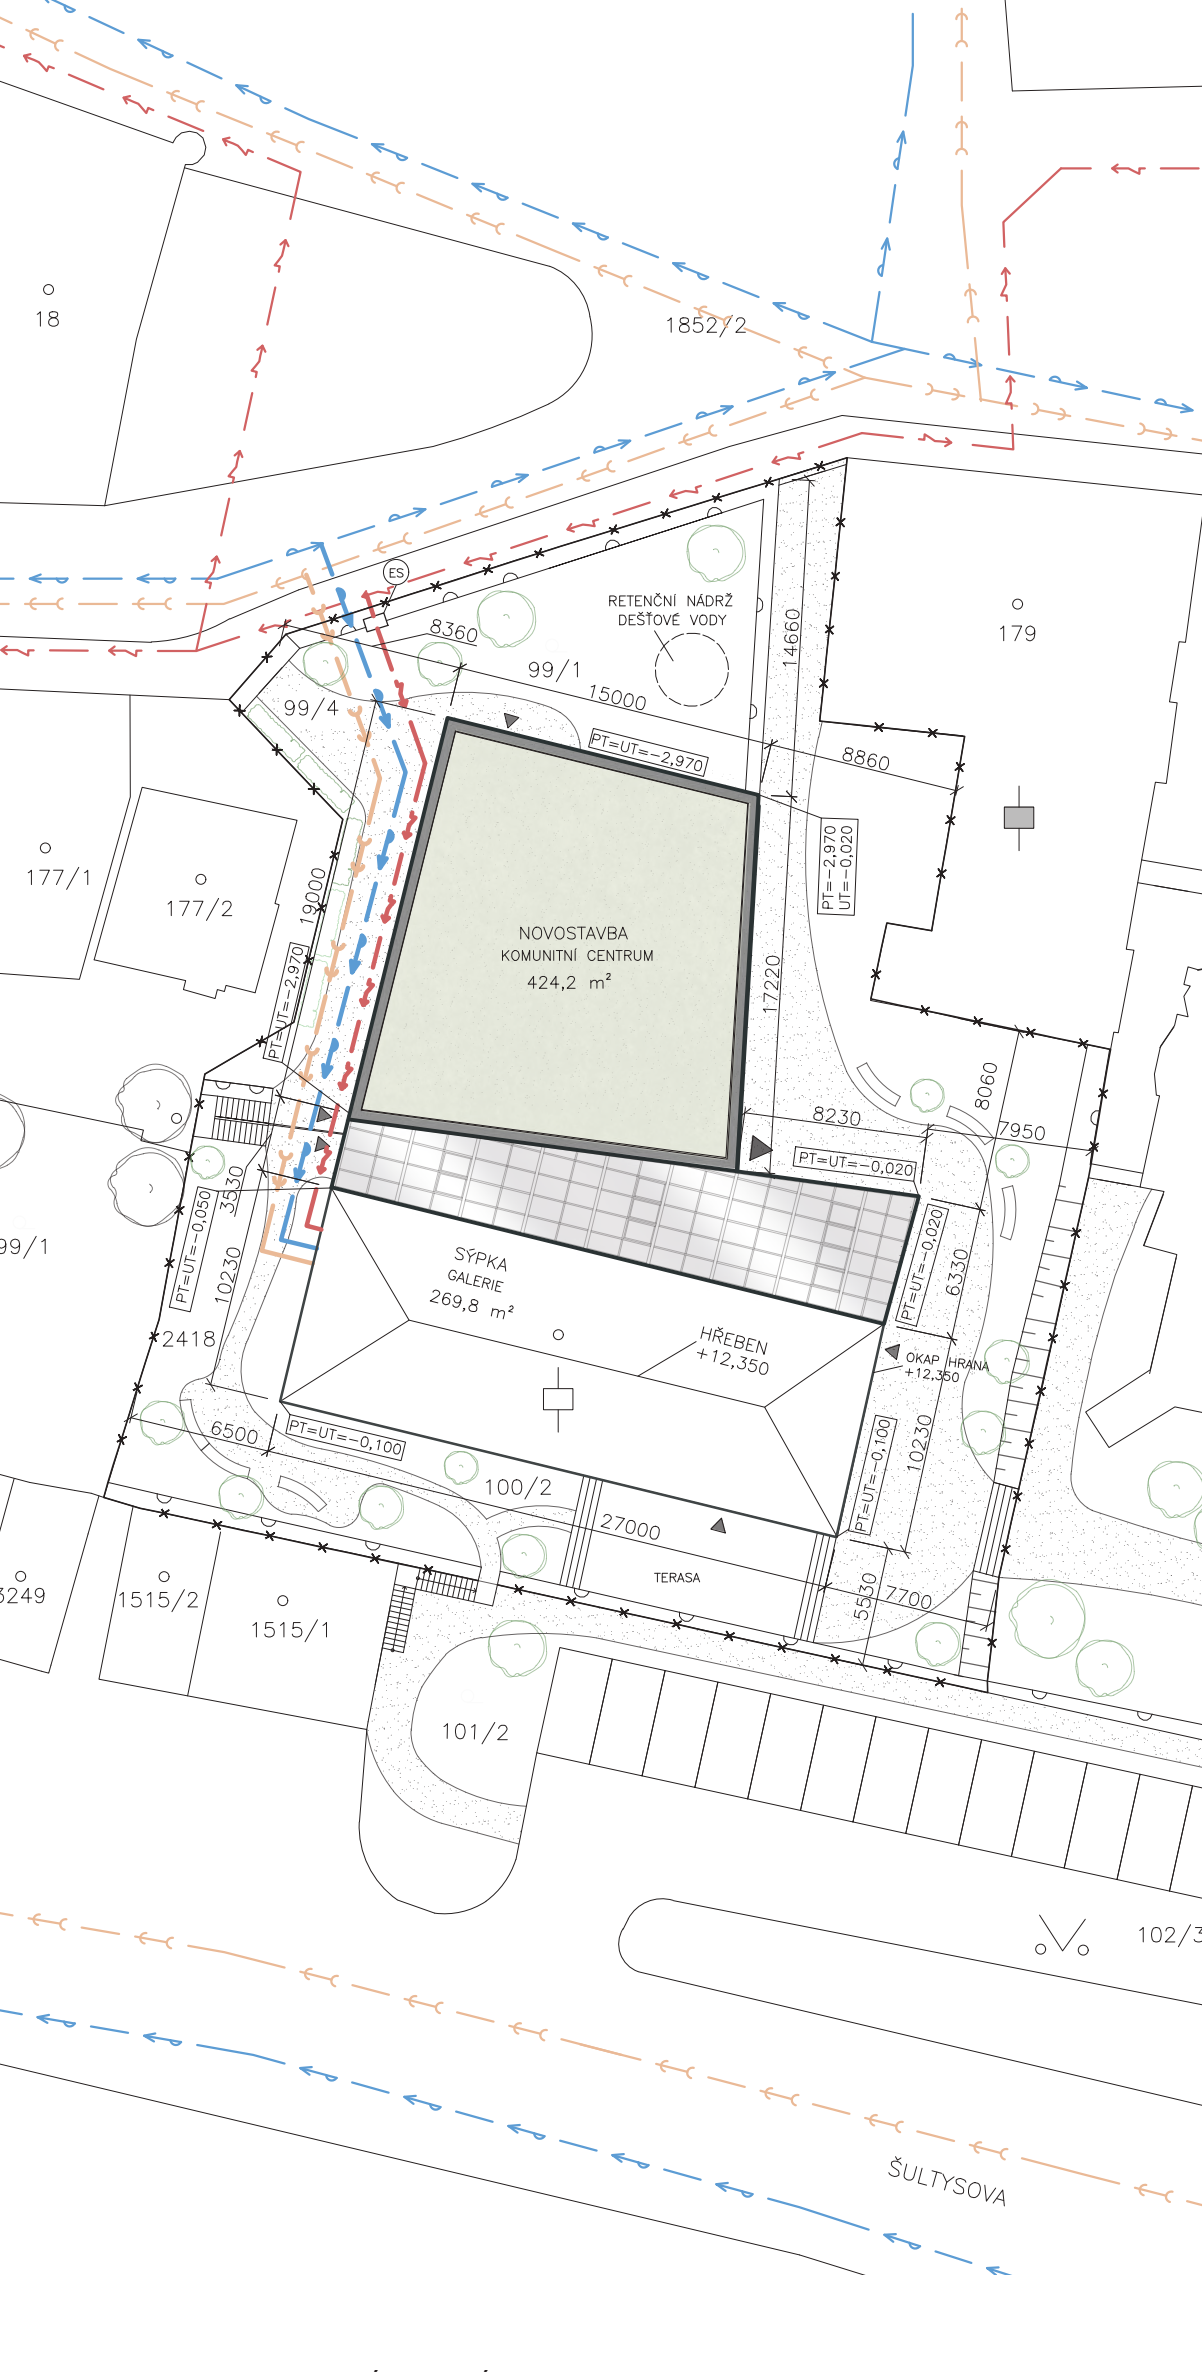 18
1852/2
ES
RETENČNÍ NÁDRŽ
DEŠŤOVÉ VODY
179
8360
99/1
14660
15000
99/4
PT=UT=-2,970
8860
177/1
177/2
19000
PT=-2,970
UT=-0,020
NOVOSTAVBA
KOMUNITNÍ CENTRUM
424,2 m²
PT=UT=-2,970
17220
8060
8230
7950
PT=UT=-0,020
3530
PT=UT=-0,050
99/1
10230
SÝPKA
GALERIE
269,8 m²
PT=UT=-0,020
6330
2418
HŘEBEN
+12,350
OKAP HRANA
+12,350
6500
PT=UT=-0,100
PT=UT=-0,100
10230
100/2
27000
TERASA
3249
1515/2
1515/1
5530
7700
101/2
102/3
ŠULTYSOVA